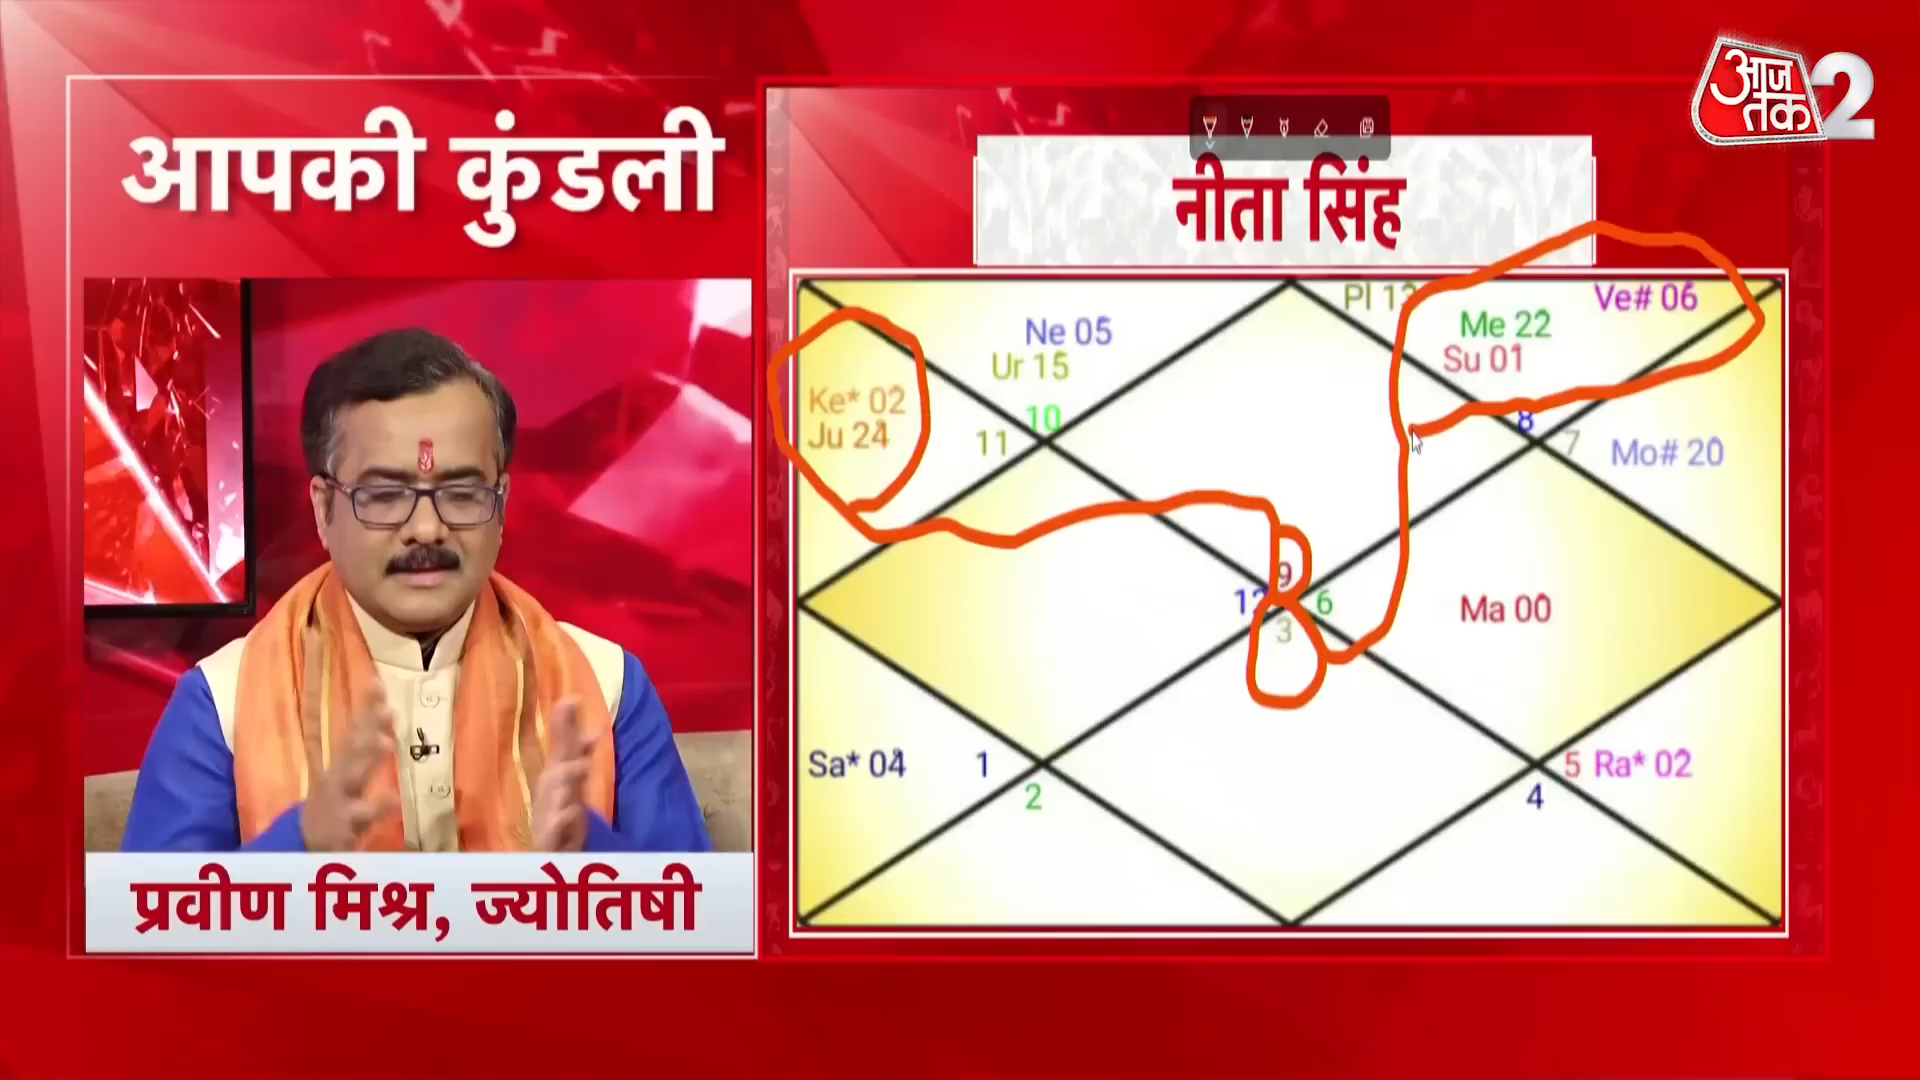 आज
तक 2
आपकी कुंडली
नीता सिंह
Pl 13
Ve# 06
Ne 05
Me 22
Ur 15
Su 01
Ke* 02
10
8
Ju 24
11
7
Mo# 20
9
12
6
Ma 00
3
Sa* 04
1
5
Ra* 02
2
4
प्रवीण मिश्र, ज्योतिषी